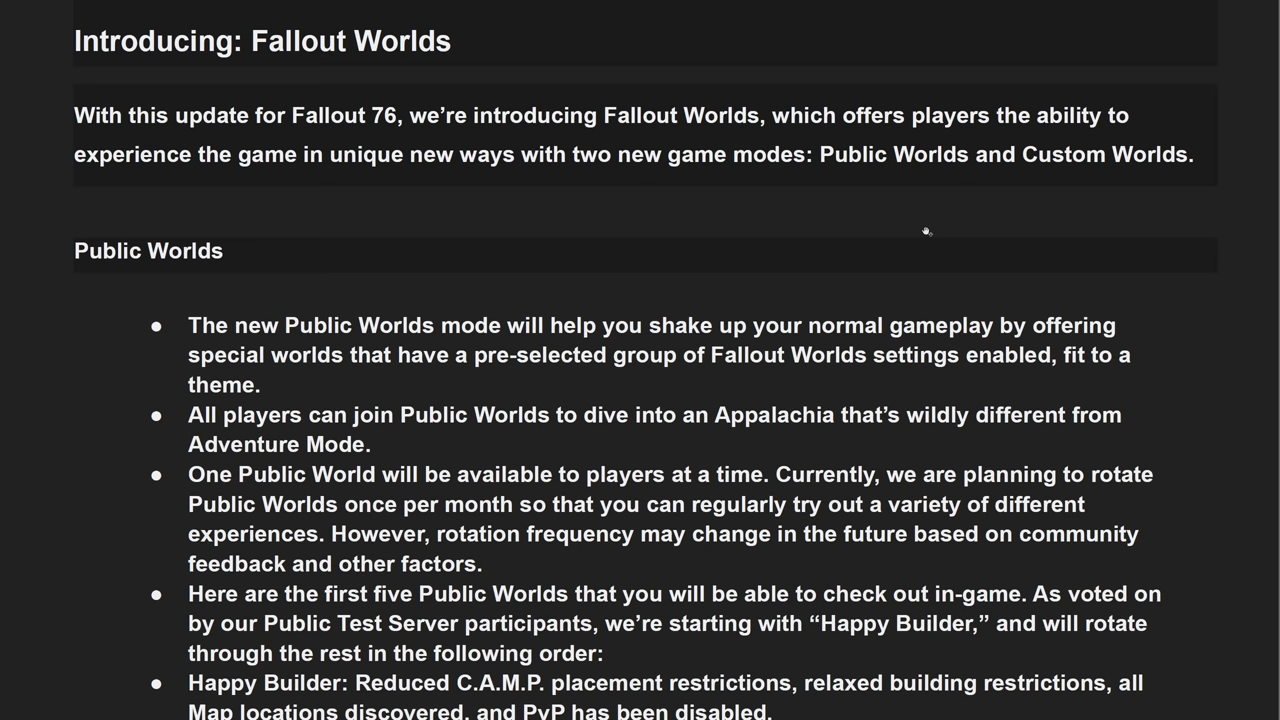 Introducing: Fallout Worlds
With this update for Fallout 76, we’re introducing Fallout Worlds, which offers players the ability to
experience the game in unique new ways with two new game modes: Public Worlds and Custom Worlds.
Public Worlds
● The new Public Worlds mode will help you shake up your normal gameplay by offering
special worlds that have a pre-selected group of Fallout Worlds settings enabled, fit to a
theme.
● All players can join Public Worlds to dive into an Appalachia that’s wildly different from
Adventure Mode.
● One Public World will be available to players at a time. Currently, we are planning to rotate
Public Worlds once per month so that you can regularly try out a variety of different
experiences. However, rotation frequency may change in the future based on community
feedback and other factors.
● Here are the first five Public Worlds that you will be able to check out in-game. As voted on
by our Public Test Server participants, we’re starting with “Happy Builder,” and will rotate
through the rest in the following order:
● Happy Builder: Reduced C.A.M.P. placement restrictions, relaxed building restrictions, all
Map locations discovered, and PvP has been disabled.